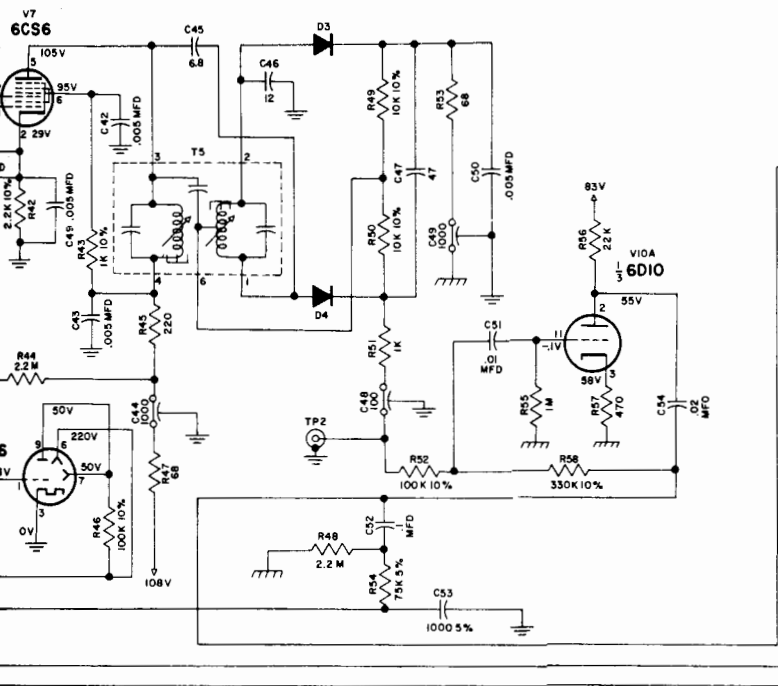 V7
6CS6
105V
5
95V
6
2 29V
C42
.005 MFD
C45
6.8
D3
C46
12
T5
3
2
4
6
1
R42
2.2K 10%
C49 .005 MFD
R43
1K 10%
C43
.005 MFD
R45
220
R44
2.2 M
C44
1000
R47
68
108V
50V
220V
50V
9
6
7
1
3
0V
R46
100K 10%
R49
10K 10%
C47
47
R50
10K 10%
R53
68
C50
.005 MFD
C49
1000
D4
R51
1K
C48
100
TP2
R52
100K 10%
C51
.01
MFD
R55
1M
83V
R56
22K
V10A
1/3 6D10
55V
2
11
-.1V
58V
3
R57
470
C54
.02
MFD
R58
330K 10%
C52
.1
MFD
R48
2.2 M
R54
75K 5%
C53
1000 5%